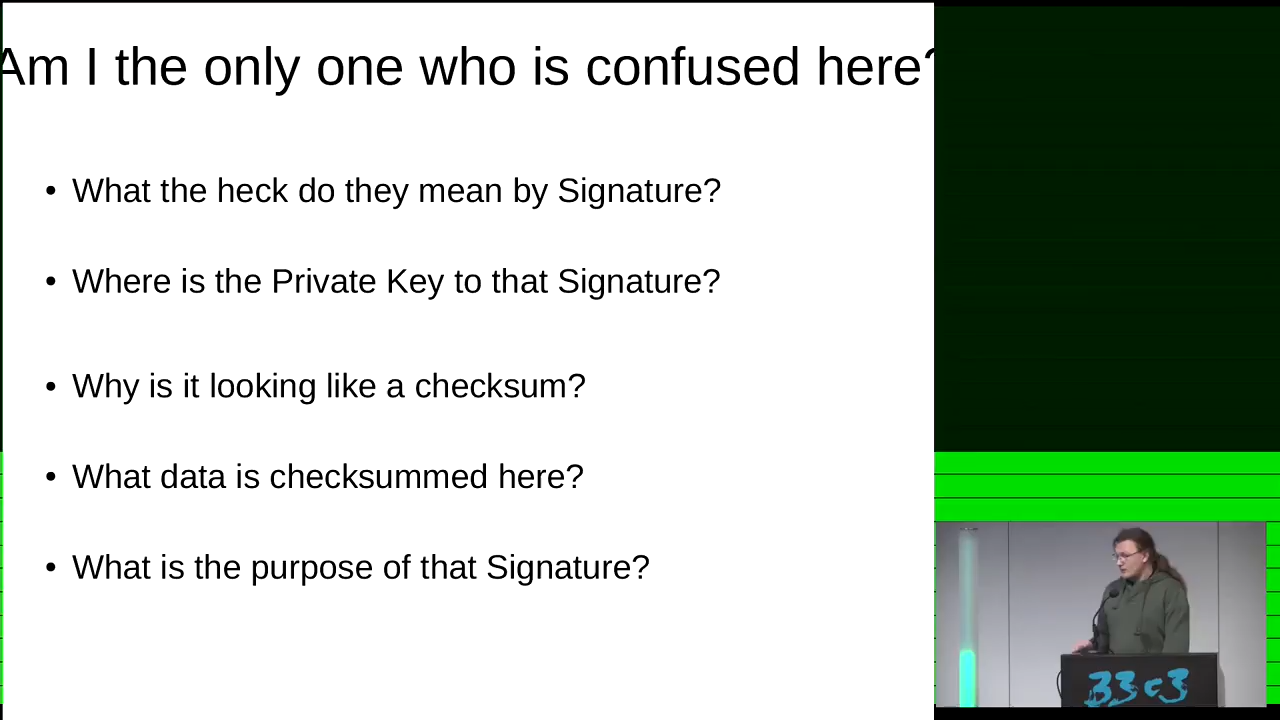 Am I the only one who is confused here?
• What the heck do they mean by Signature?
• Where is the Private Key to that Signature?
• Why is it looking like a checksum?
• What data is checksummed here?
• What is the purpose of that Signature?
33c3